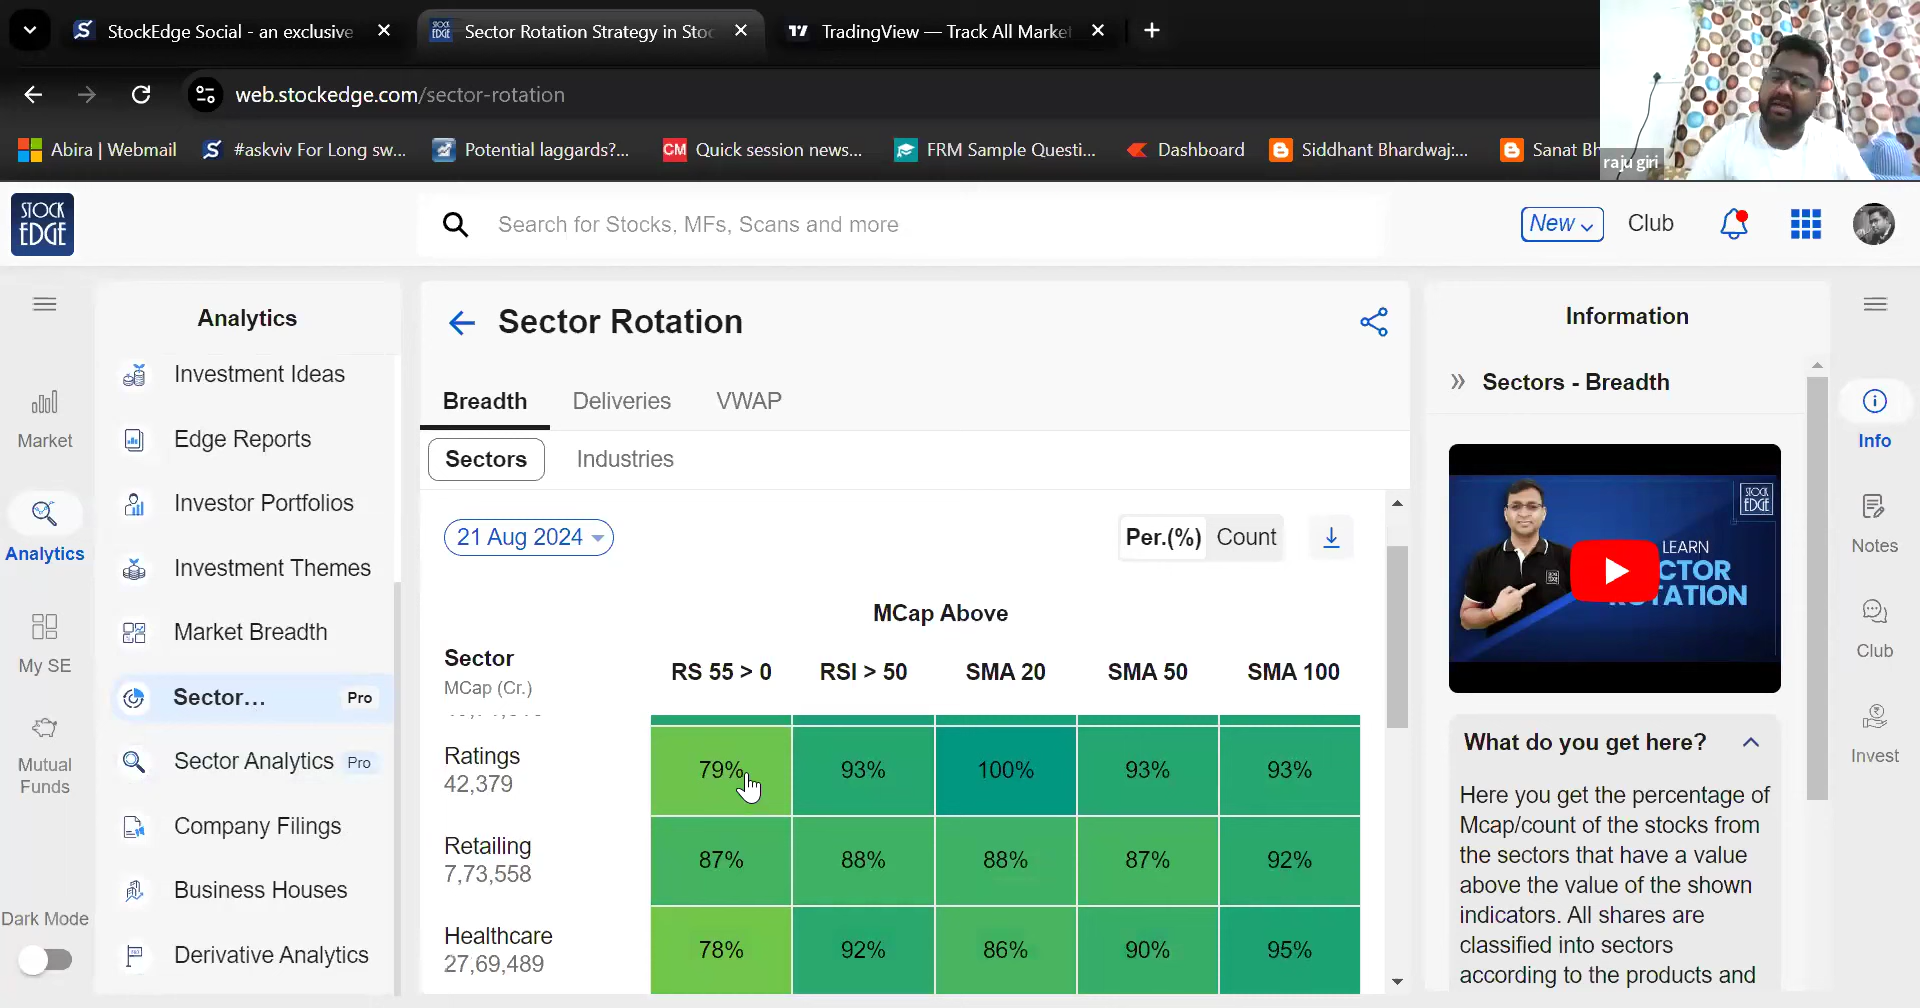 StockEdge Social - an exclusive
Sector Rotation Strategy in Stoc
TradingView — Track All Market
web.stockedge.com/sector-rotation
Abira | Webmail
#askviv For Long sw...
Potential laggards?...
CM Quick session news...
FRM Sample Questi...
Dashboard
Siddhant Bhardwaj:...
Sanat Bh
raju giri
STOCK
EDGE
Search for Stocks, MFs, Scans and more
New
Club
Market
Analytics
My SE
Mutual
Funds
Dark Mode
Analytics
Investment Ideas
Edge Reports
Investor Portfolios
Investment Themes
Market Breadth
Sector... Pro
Sector Analytics Pro
Company Filings
Business Houses
Derivative Analytics
Sector Rotation
Breadth Deliveries VWAP
Sectors Industries
21 Aug 2024
Per.(%) Count
MCap Above
Sector
MCap (Cr.)
RS 55 > 0 RSI > 50 SMA 20 SMA 50 SMA 100
Ratings
42,379
79% 93% 100% 93% 93%
Retailing
7,73,558
87% 88% 88% 87% 92%
Healthcare
27,69,489
78% 92% 86% 90% 95%
Information
Sectors - Breadth
STOCK
EDGE
LEARN
CTOR
ROTATION
What do you get here?
Here you get the percentage of
Mcap/count of the stocks from
the sectors that have a value
above the value of the shown
indicators. All shares are
classified into sectors
according to the products and
Info
Notes
Club
Invest